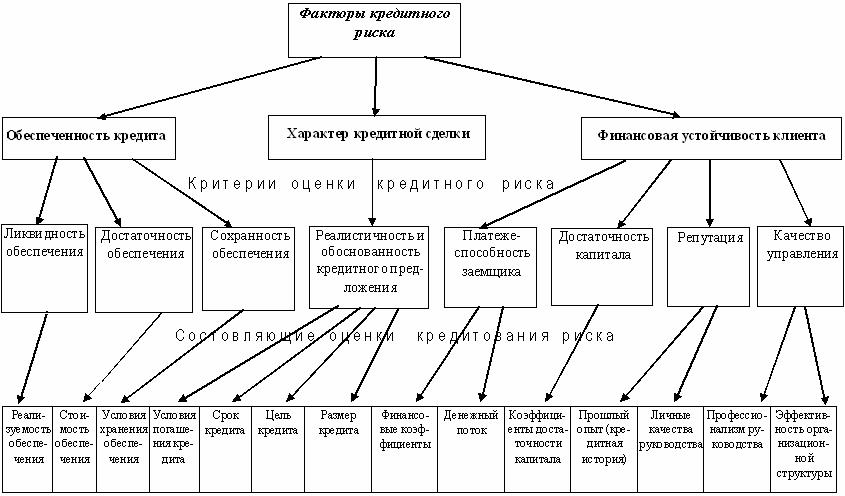 Факторы кредитного
риска
Обеспеченность кредита
Характер кредитной сделки
Финансовая устойчивость клиента
Критерии оценки кредитного риска
Ликвидность
обеспечения
Достаточность
обеспечения
Сохранность
обеспечения
Реалистичность и
обоснованность
кредитного пред-
ложения
Платеже-
способность
заемщика
Достаточность
капитала
Репутация
Качество
управления
Состовляющие оценки кредитования риска
Реали-
зуемость
обеспе-
чения
Стои-
мость
обеспе-
чения
Условия
хранения
обеспе-
чения
Условия
погаше-
ния кре-
дита
Срок
кредита
Цель
кредита
Размер
кредита
Финансо-
вые коэф-
фициенты
Денежный
поток
Коэффици-
енты доста-
точности
капитала
Прошлый
опыт (кре-
дитная
история)
Личные
качества
руководства
Профессио-
нализм ру-
ководства
Эффектив-
ность орга-
низацион-
ной
структуры